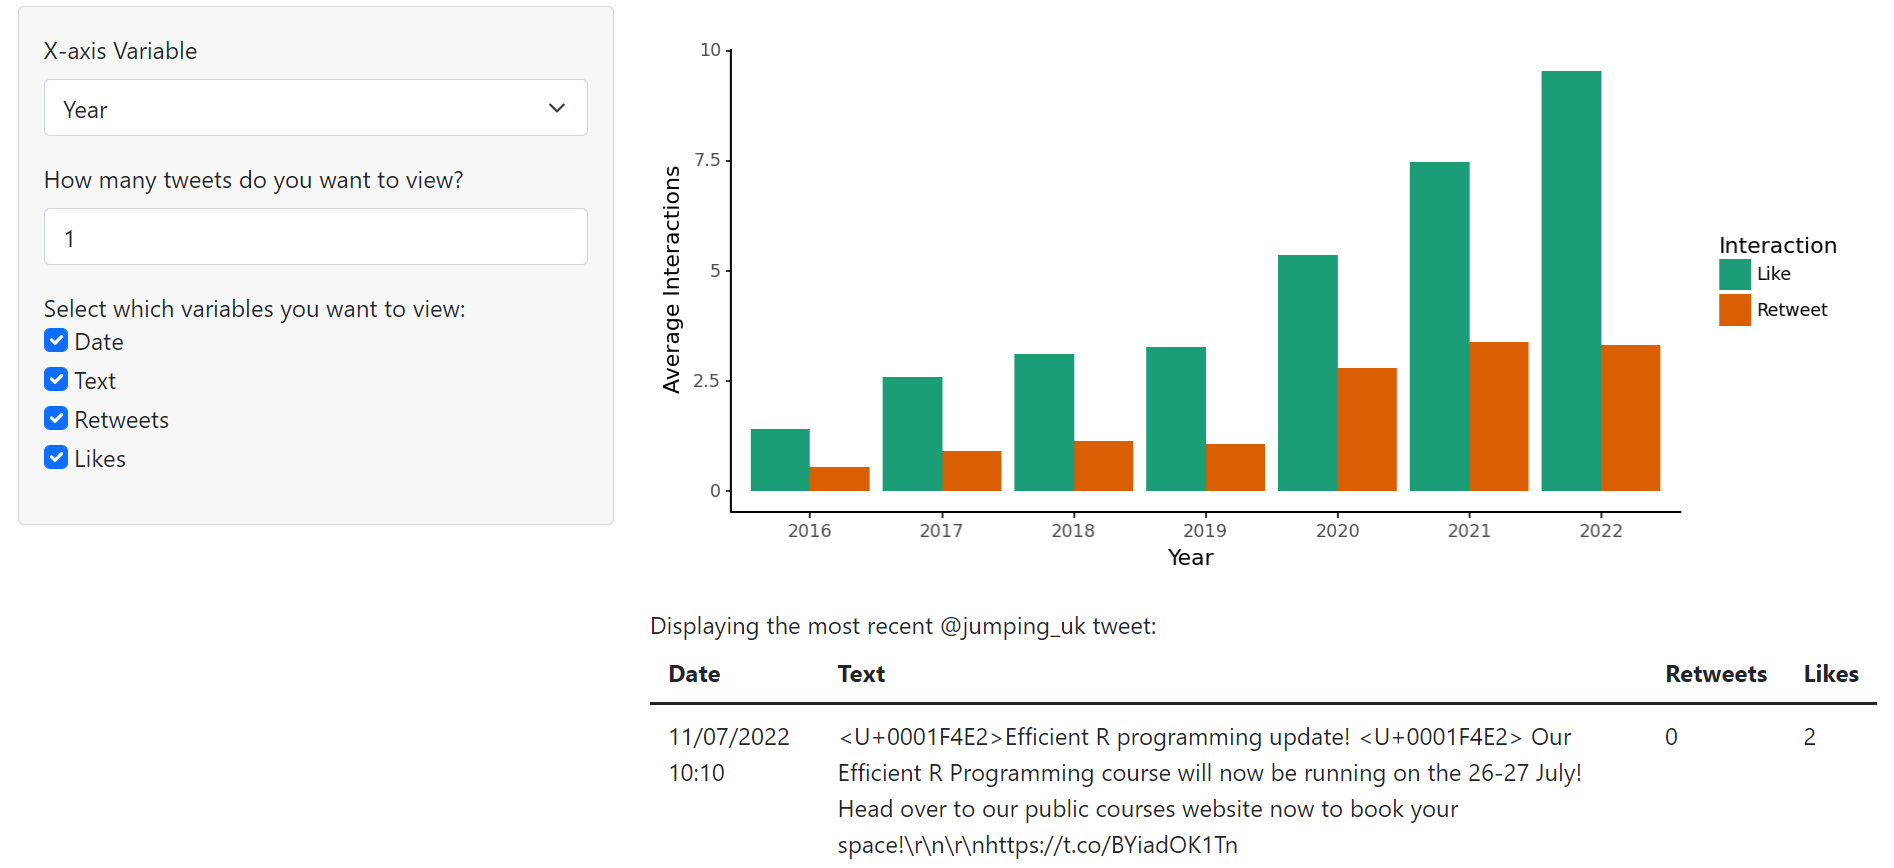 X-axis Variable
Year
How many tweets do you want to view?
1
Select which variables you want to view:
Date
Text
Retweets
Likes
10
7.5
5
2.5
0
Average Interactions
2016 2017 2018 2019 2020 2021 2022
Year
Interaction
Like
Retweet
Displaying the most recent @jumping_uk tweet:
Date Text Retweets Likes
11/07/2022 <U+0001F4E2>Efficient R programming update! <U+0001F4E2> Our 0 2
10:10 Efficient R Programming course will now be running on the 26-27 July!
Head over to our public courses website now to book your
space!\r\n\r\nhttps://t.co/BYiadOK1Tn